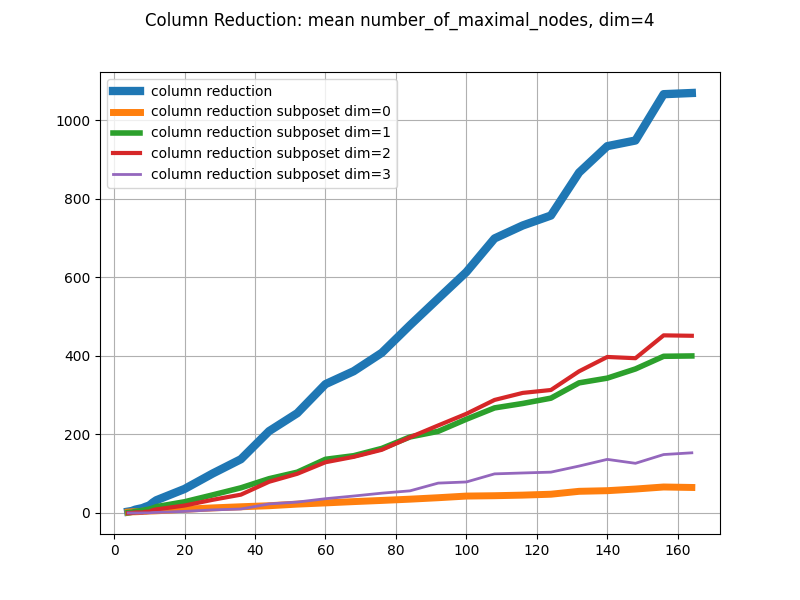 Column Reduction: mean number_of_maximal_nodes, dim=4
column reduction
column reduction subposet dim=0
column reduction subposet dim=1
column reduction subposet dim=2
column reduction subposet dim=3
1000
800
600
400
200
0
0 20 40 60 80 100 120 140 160